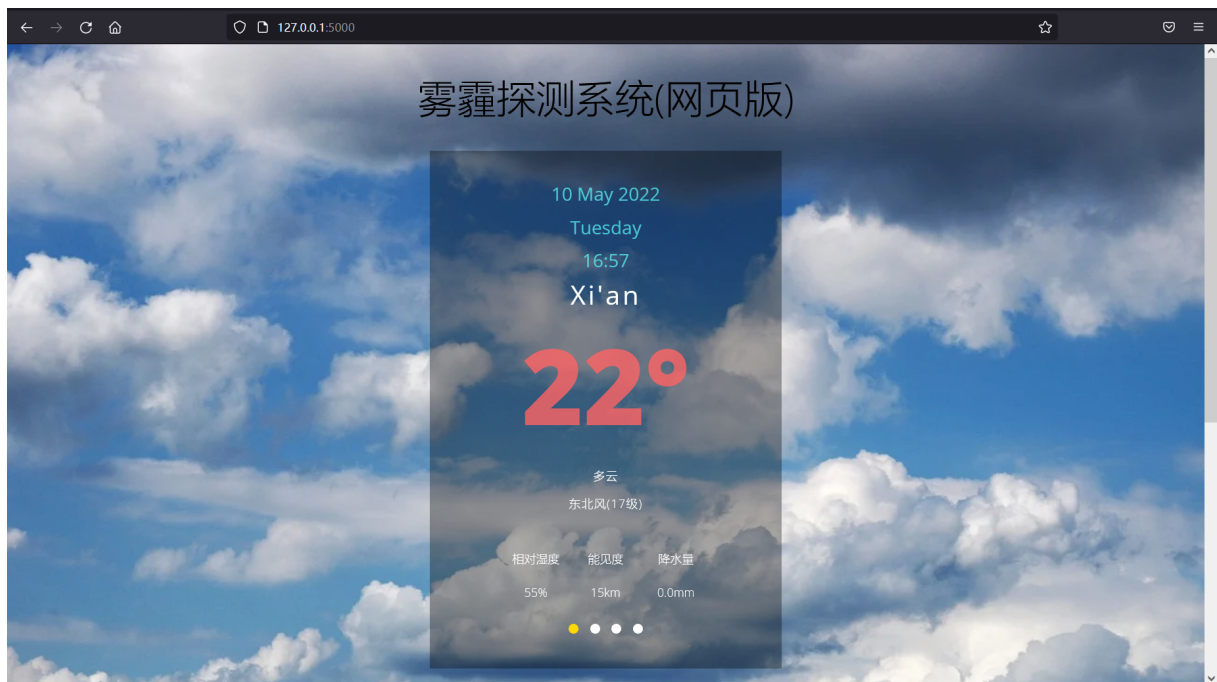 127.0.0.1:5000
雾霾探测系统(网页版)
10 May 2022
Tuesday
16:57
Xi'an
22°
多云
东北风(17级)
相对湿度 能见度 降水量
55% 15km 0.0mm